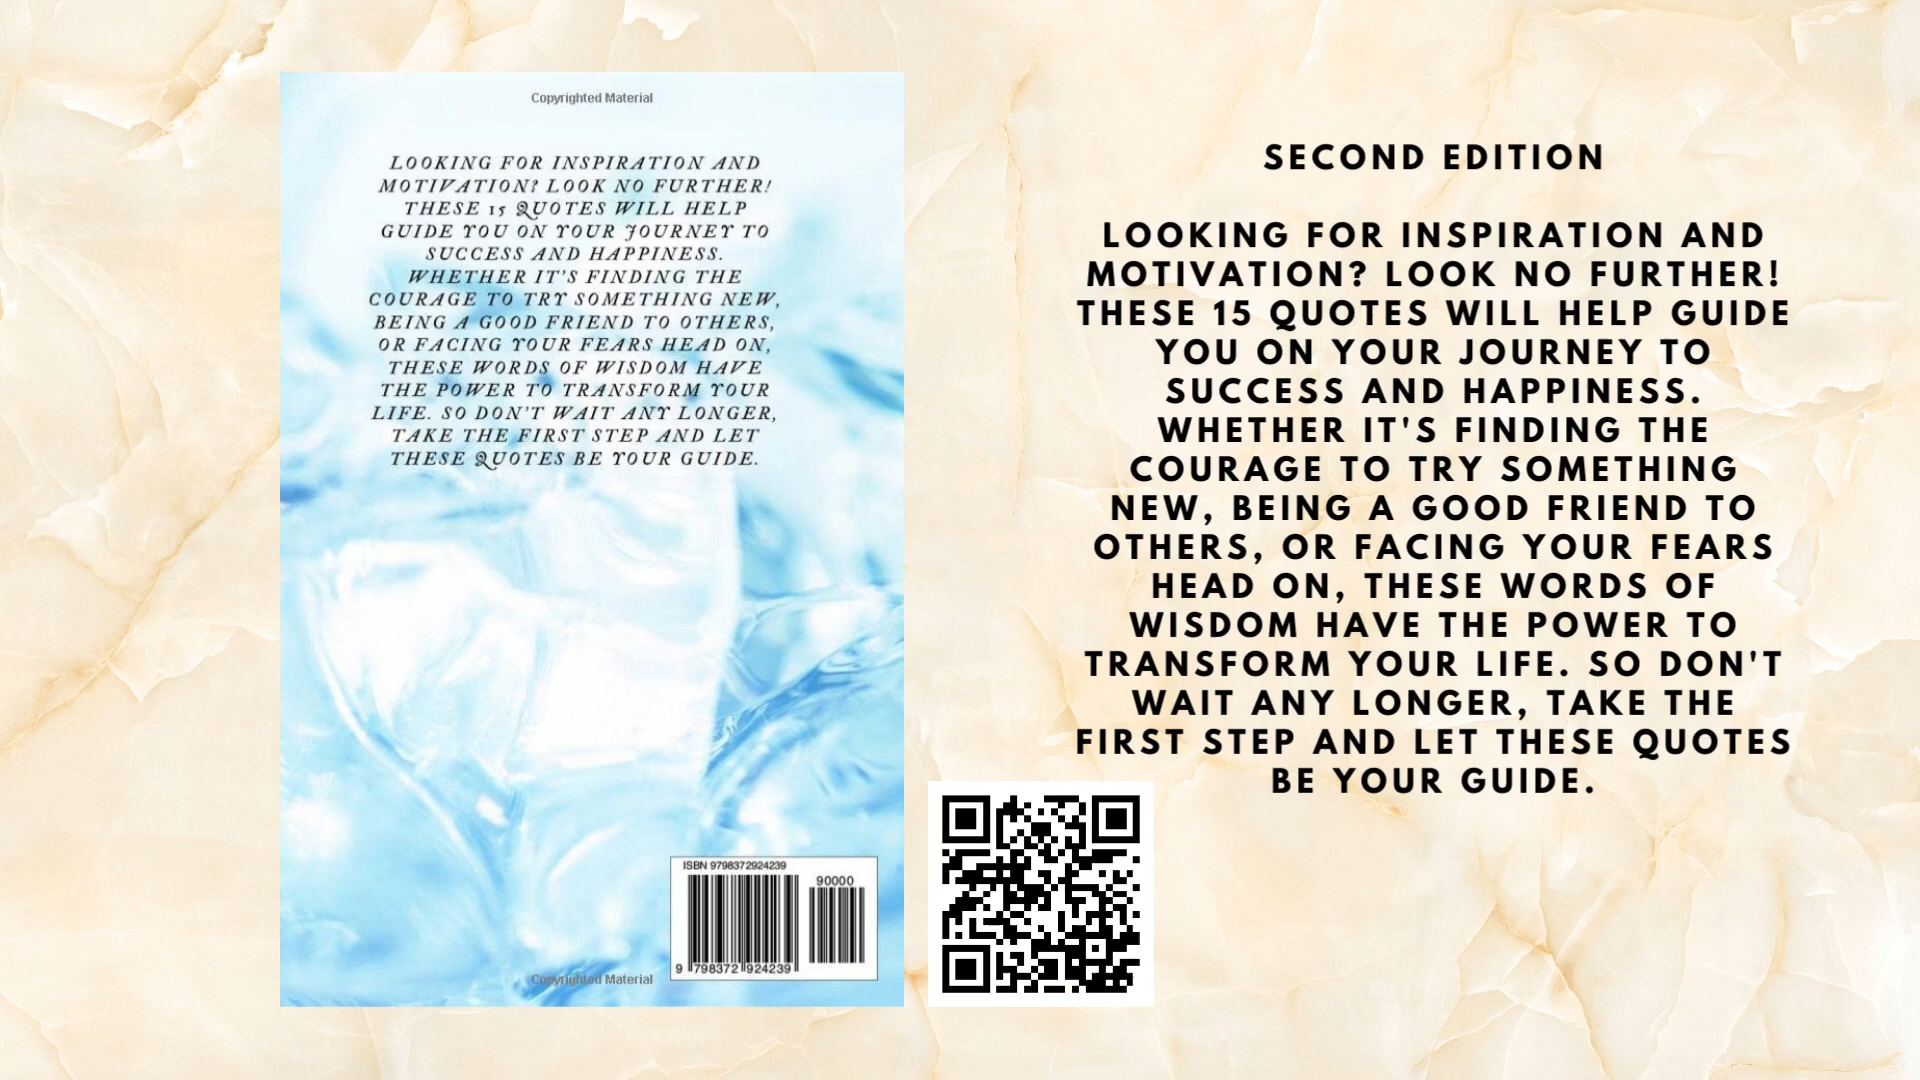 Copyrighted Material
LOOKING FOR INSPIRATION AND
MOTIVATION? LOOK NO FURTHER!
THESE 15 QUOTES WILL HELP
GUIDE YOU ON YOUR JOURNEY TO
SUCCESS AND HAPPINESS.
WHETHER IT'S FINDING THE
COURAGE TO TRY SOMETHING NEW,
BEING A GOOD FRIEND TO OTHERS,
OR FACING YOUR FEARS HEAD ON,
THESE WORDS OF WISDOM HAVE
THE POWER TO TRANSFORM YOUR
LIFE. SO DON'T WAIT ANY LONGER,
TAKE THE FIRST STEP AND LET
THESE QUOTES BE YOUR GUIDE.
ISBN 9798372924239
90000
9 798372 924239
Copyrighted Material
SECOND EDITION
LOOKING FOR INSPIRATION AND
MOTIVATION? LOOK NO FURTHER!
THESE 15 QUOTES WILL HELP GUIDE
YOU ON YOUR JOURNEY TO
SUCCESS AND HAPPINESS.
WHETHER IT'S FINDING THE
COURAGE TO TRY SOMETHING
NEW, BEING A GOOD FRIEND TO
OTHERS, OR FACING YOUR FEARS
HEAD ON, THESE WORDS OF
WISDOM HAVE THE POWER TO
TRANSFORM YOUR LIFE. SO DON'T
WAIT ANY LONGER, TAKE THE
FIRST STEP AND LET THESE QUOTES
BE YOUR GUIDE.